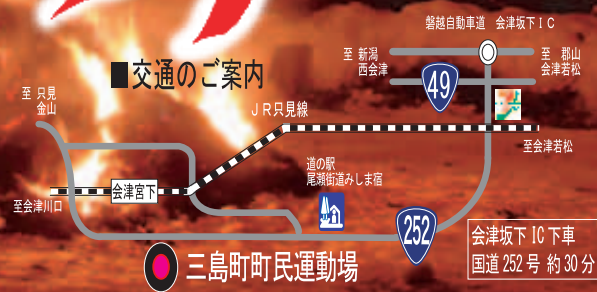 磐越自動車道 会津坂下ＩＣ
至 新潟
西会津
至 郡山
会津若松
■交通のご案内
49
至 只見
金山
ＪＲ只見線
至会津若松
道の駅
尾瀬街道みしま宿
会津宮下
至会津川口
252
会津坂下 IC 下車
国道 252 号 約 30 分
三島町町民運動場